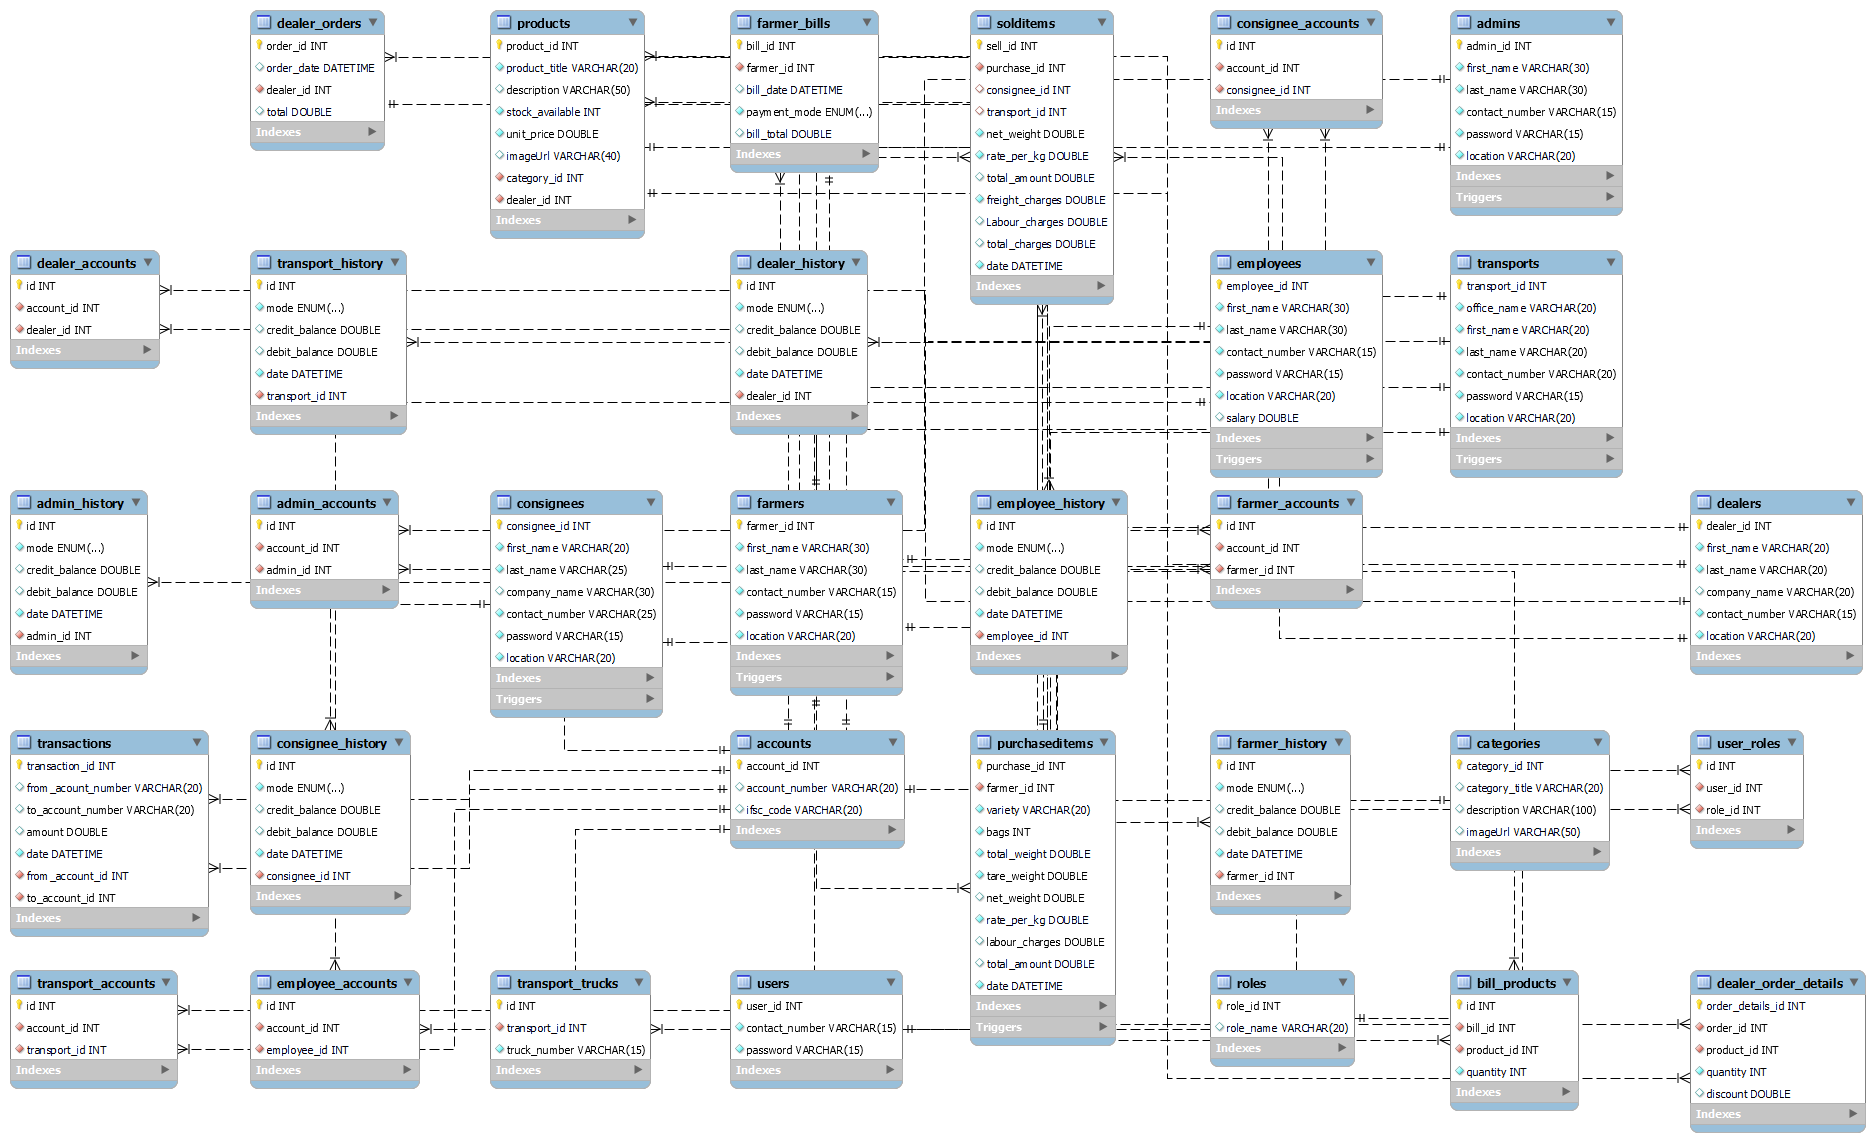 dealer_orders
order_id INT
order_date DATETIME
dealer_id INT
total DOUBLE
Indexes
products
product_id INT
product_title VARCHAR(20)
description VARCHAR(50)
stock_available INT
unit_price DOUBLE
imageUrl VARCHAR(40)
category_id INT
dealer_id INT
Indexes
farmer_bills
bill_id INT
farmer_id INT
bill_date DATETIME
payment_mode ENUM(...)
bill_total DOUBLE
Indexes
solditems
sell_id INT
purchase_id INT
consignee_id INT
transport_id INT
net_weight DOUBLE
rate_per_kg DOUBLE
total_amount DOUBLE
freight_charges DOUBLE
Labour_charges DOUBLE
total_charges DOUBLE
date DATETIME
Indexes
consignee_accounts
id INT
account_id INT
consignee_id INT
Indexes
admins
admin_id INT
first_name VARCHAR(30)
last_name VARCHAR(30)
contact_number VARCHAR(15)
password VARCHAR(15)
location VARCHAR(20)
Indexes
Triggers
dealer_accounts
id INT
account_id INT
dealer_id INT
Indexes
transport_history
id INT
mode ENUM(...)
credit_balance DOUBLE
debit_balance DOUBLE
date DATETIME
transport_id INT
Indexes
dealer_history
id INT
mode ENUM(...)
credit_balance DOUBLE
debit_balance DOUBLE
date DATETIME
dealer_id INT
Indexes
employees
employee_id INT
first_name VARCHAR(30)
last_name VARCHAR(30)
contact_number VARCHAR(15)
password VARCHAR(15)
location VARCHAR(20)
salary DOUBLE
Indexes
Triggers
transports
transport_id INT
office_name VARCHAR(20)
first_name VARCHAR(20)
last_name VARCHAR(20)
contact_number VARCHAR(20)
password VARCHAR(15)
location VARCHAR(20)
Indexes
Triggers
admin_history
id INT
mode ENUM(...)
credit_balance DOUBLE
debit_balance DOUBLE
date DATETIME
admin_id INT
Indexes
admin_accounts
id INT
account_id INT
admin_id INT
Indexes
consignees
consignee_id INT
first_name VARCHAR(20)
last_name VARCHAR(25)
company_name VARCHAR(30)
contact_number VARCHAR(25)
password VARCHAR(15)
location VARCHAR(20)
Indexes
Triggers
farmers
farmer_id INT
first_name VARCHAR(30)
last_name VARCHAR(30)
contact_number VARCHAR(15)
password VARCHAR(15)
location VARCHAR(20)
Indexes
Triggers
employee_history
id INT
mode ENUM(...)
credit_balance DOUBLE
debit_balance DOUBLE
date DATETIME
employee_id INT
Indexes
farmer_accounts
id INT
account_id INT
farmer_id INT
Indexes
dealers
dealer_id INT
first_name VARCHAR(20)
last_name VARCHAR(20)
company_name VARCHAR(20)
contact_number VARCHAR(15)
location VARCHAR(20)
Indexes
transactions
transaction_id INT
from_acount_number VARCHAR(20)
to_account_number VARCHAR(20)
amount DOUBLE
date DATETIME
from_account_id INT
to_account_id INT
Indexes
consignee_history
id INT
mode ENUM(...)
credit_balance DOUBLE
debit_balance DOUBLE
date DATETIME
consignee_id INT
Indexes
accounts
account_id INT
account_number VARCHAR(20)
ifsc_code VARCHAR(20)
Indexes
purchaseditems
purchase_id INT
farmer_id INT
variety VARCHAR(20)
bags INT
total_weight DOUBLE
tare_weight DOUBLE
net_weight DOUBLE
rate_per_kg DOUBLE
labour_charges DOUBLE
total_amount DOUBLE
date DATETIME
Indexes
Triggers
farmer_history
id INT
mode ENUM(...)
credit_balance DOUBLE
debit_balance DOUBLE
date DATETIME
farmer_id INT
Indexes
categories
category_id INT
category_title VARCHAR(20)
description VARCHAR(100)
imageUrl VARCHAR(50)
Indexes
user_roles
id INT
user_id INT
role_id INT
Indexes
transport_accounts
id INT
account_id INT
transport_id INT
Indexes
employee_accounts
id INT
account_id INT
employee_id INT
Indexes
transport_trucks
id INT
transport_id INT
truck_number VARCHAR(15)
Indexes
users
user_id INT
contact_number VARCHAR(15)
password VARCHAR(15)
Indexes
roles
role_id INT
role_name VARCHAR(20)
Indexes
bill_products
id INT
bill_id INT
product_id INT
quantity INT
Indexes
dealer_order_details
order_details_id INT
order_id INT
product_id INT
quantity INT
discount DOUBLE
Indexes